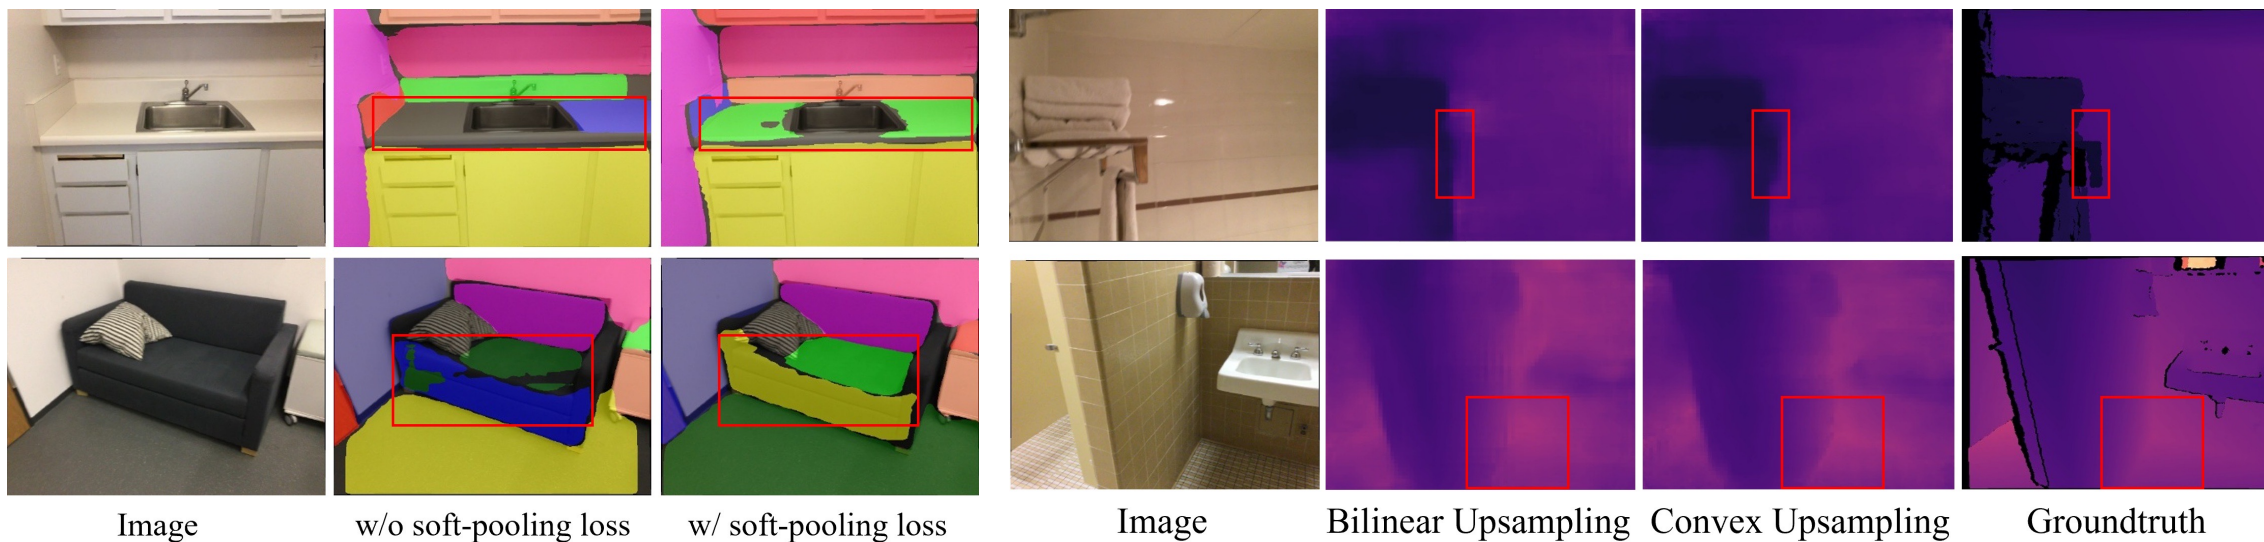 Image
w/o soft-pooling loss
w/ soft-pooling loss
Image
Bilinear Upsampling
Convex Upsampling
Groundtruth